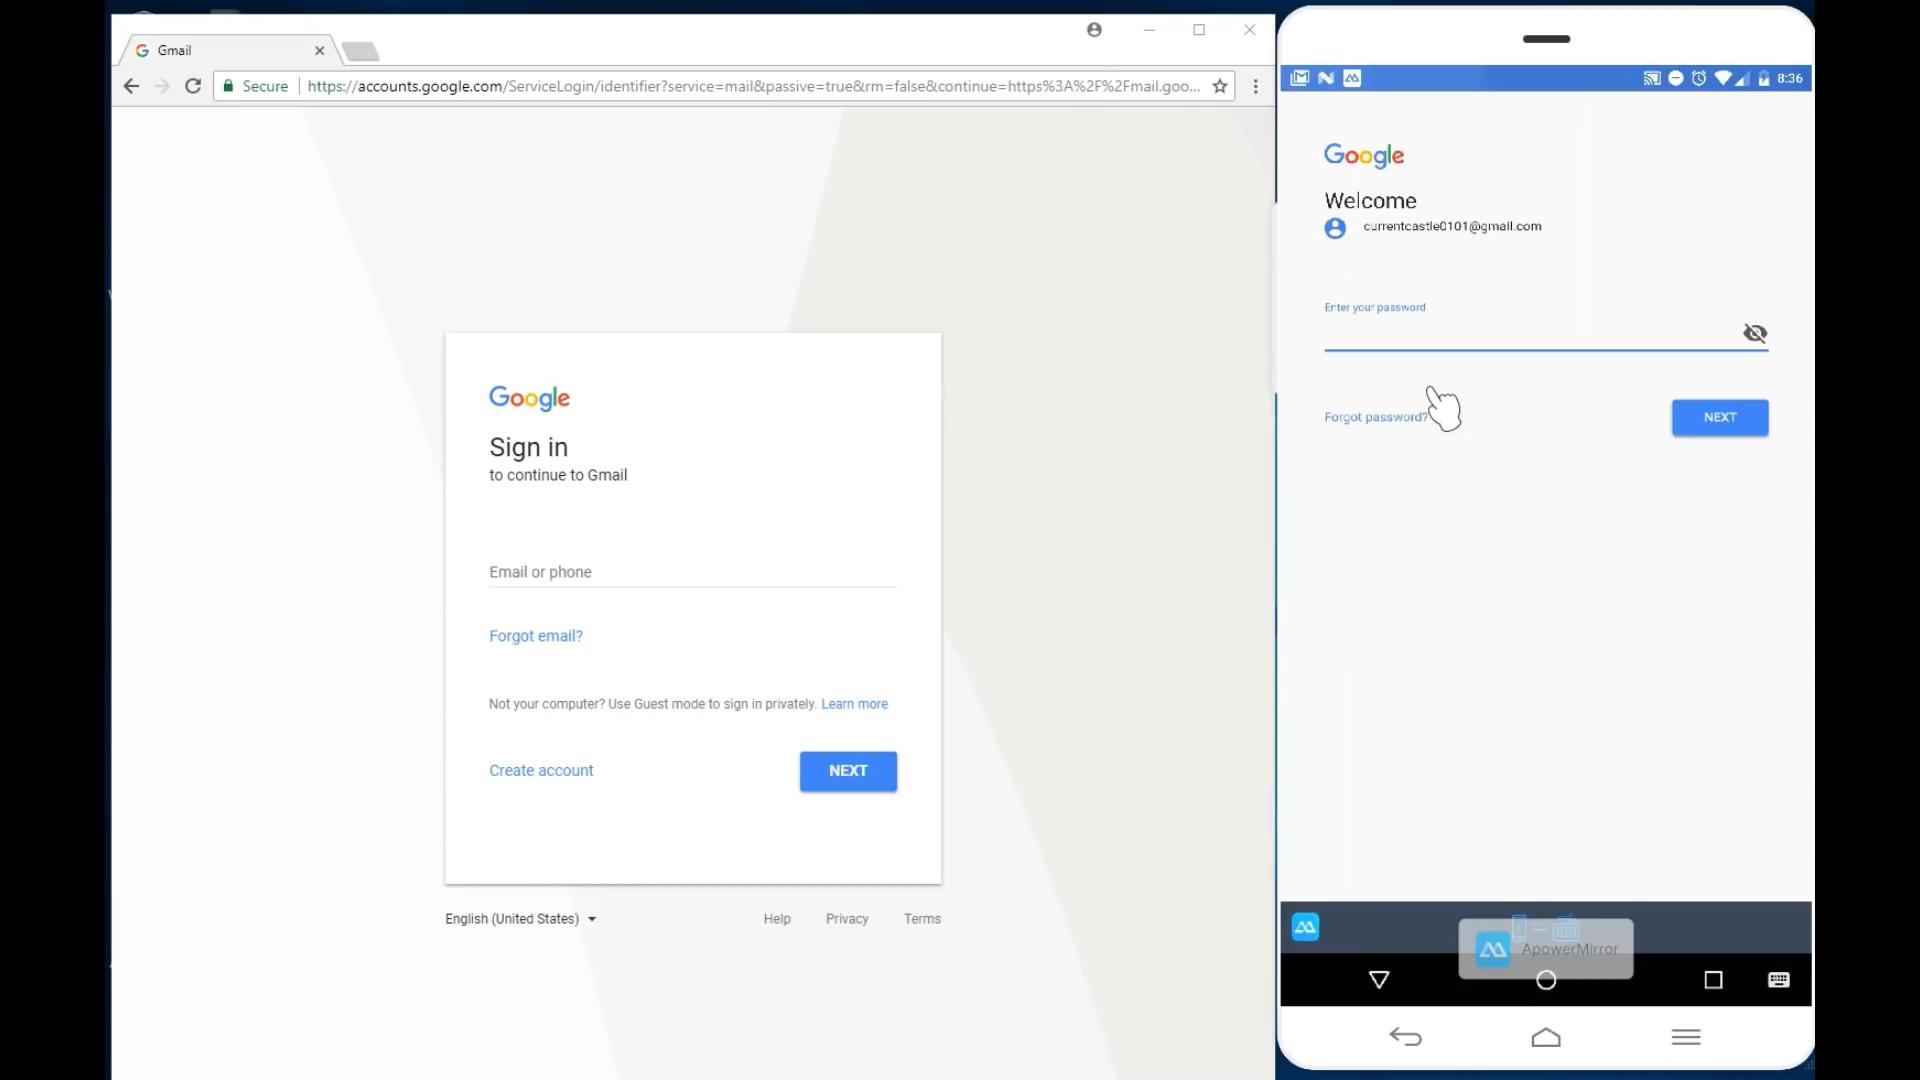 Gmail
Secure
https://accounts.google.com/ServiceLogin/identifier?service=mail&passive=true&rm=false&continue=https%3A%2F%2Fmail.goo...
Google
Sign in
to continue to Gmail
Email or phone
Forgot email?
Not your computer? Use Guest mode to sign in privately. Learn more
Create account
NEXT
English (United States)
Help
Privacy
Terms
8:36
Google
Welcome
currentcastle0101@gmail.com
Enter your password
Forgot password?
NEXT
ApowerMirror